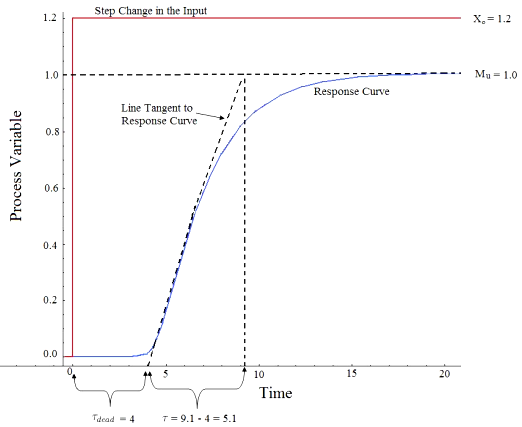 Step Change in the Input
1.2
X₀ = 1.2
1.0
Mᵤ = 1.0
Response Curve
Line Tangent to
Response Curve
0.8
Process Variable
0.6
0.4
0.2
0.0
0 5 10 15 20
Time
τdead = 4
τ = 9.1 - 4 = 5.1